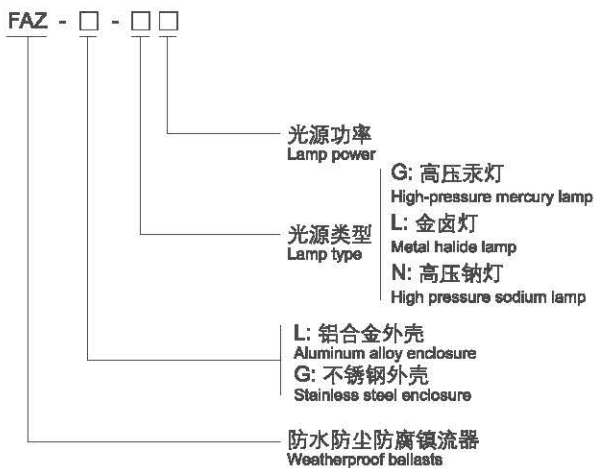 FAZ - □ - □ □
光源功率
Lamp power
G: 高压汞灯
High-pressure mercury lamp
光源类型
Lamp type
L: 金卤灯
Metal halide lamp
N: 高压钠灯
High pressure sodium lamp
L: 铝合金外壳
Aluminum alloy enclosure
G: 不锈钢外壳
Stainless steel enclosure
防水防尘防腐镇流器
Weatherproof ballasts